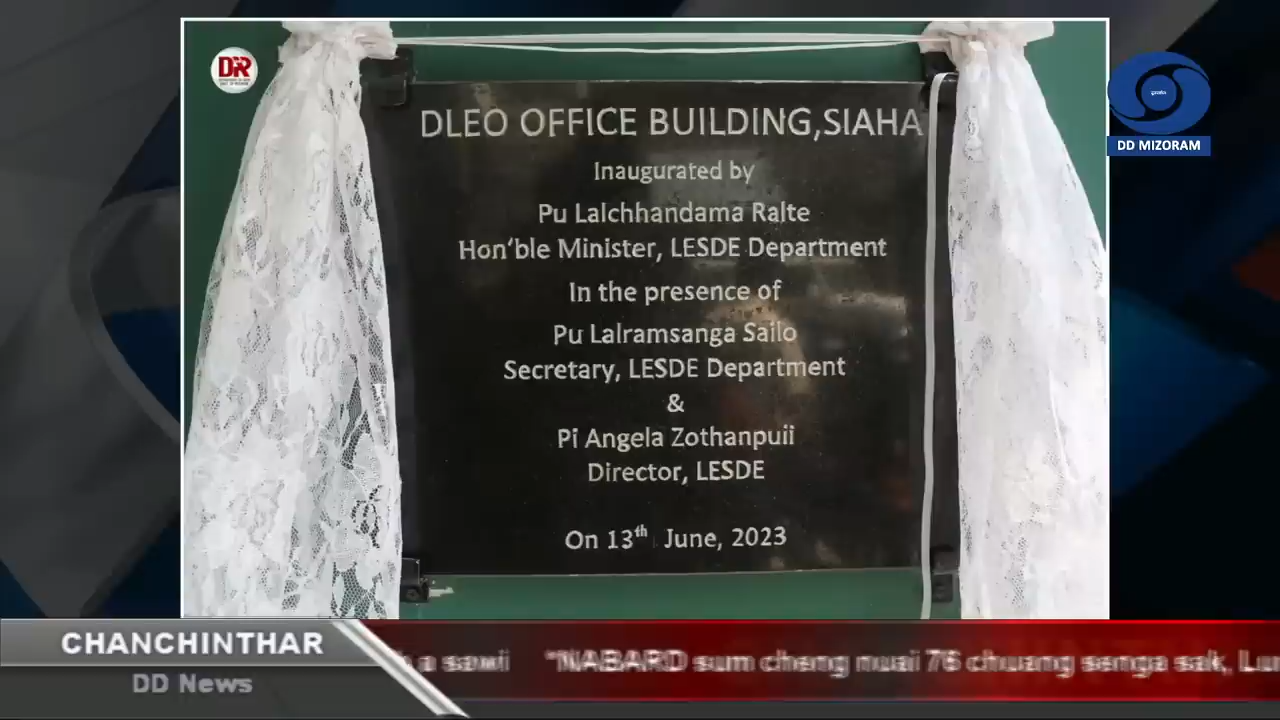 DIR
DD MIZORAM
DLEO OFFICE BUILDING,SIAHA
Inaugurated by
Pu Lalchhandama Ralte
Hon'ble Minister, LESDE Department
In the presence of
Pu Lalramsanga Sailo
Secretary, LESDE Department
&
Pi Angela Zothanpuii
Director, LESDE
On 13th June, 2023
CHANCHINTHAR
DD News
a sawi "NABARD sum cheng nuai 76 chuang senga sak,